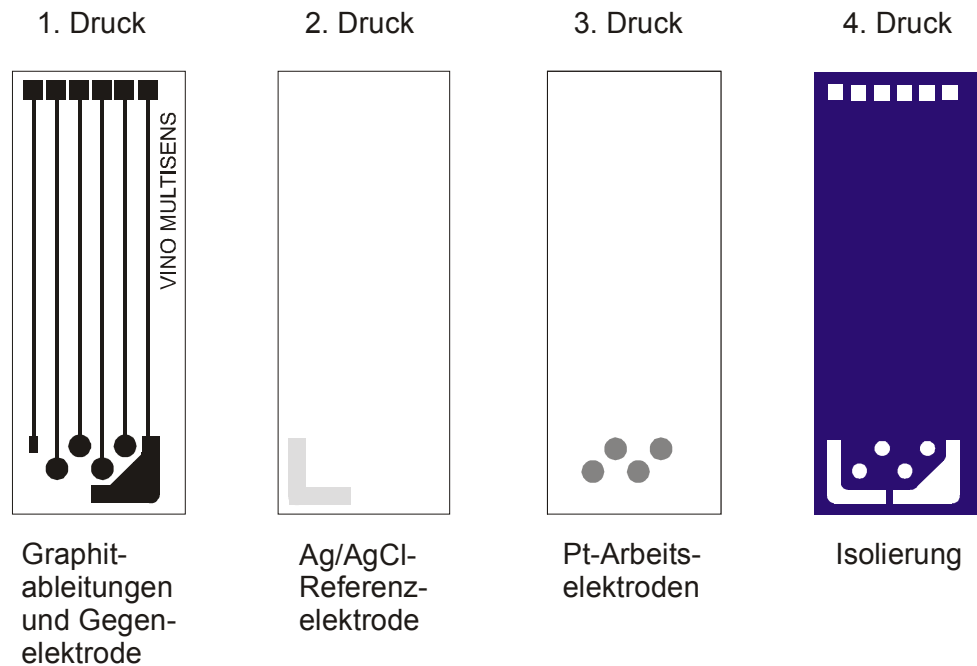 1. Druck
2. Druck
3. Druck
4. Druck
VINO MULTISENS
Graphit-
ableitungen
und Gegen-
elektrode
Ag/AgCl-
Referenz-
elektrode
Pt-Arbeits-
elektroden
Isolierung